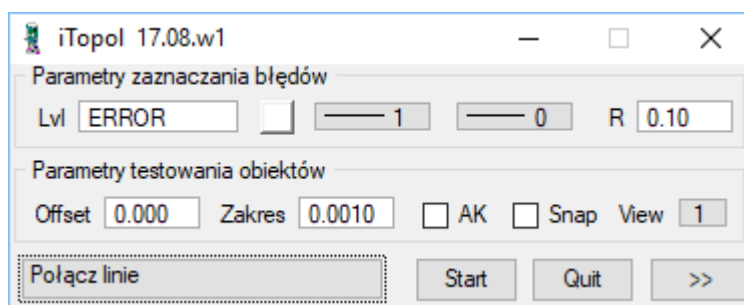 iTopol 17.08.w1
Parametry zaznaczania błędów
Lvl ERROR 1 0 R 0.10
Parametry testowania obiektów
Offset 0.000 Zakres 0.0010 AK Snap View 1
Połącz linie Start Quit >>